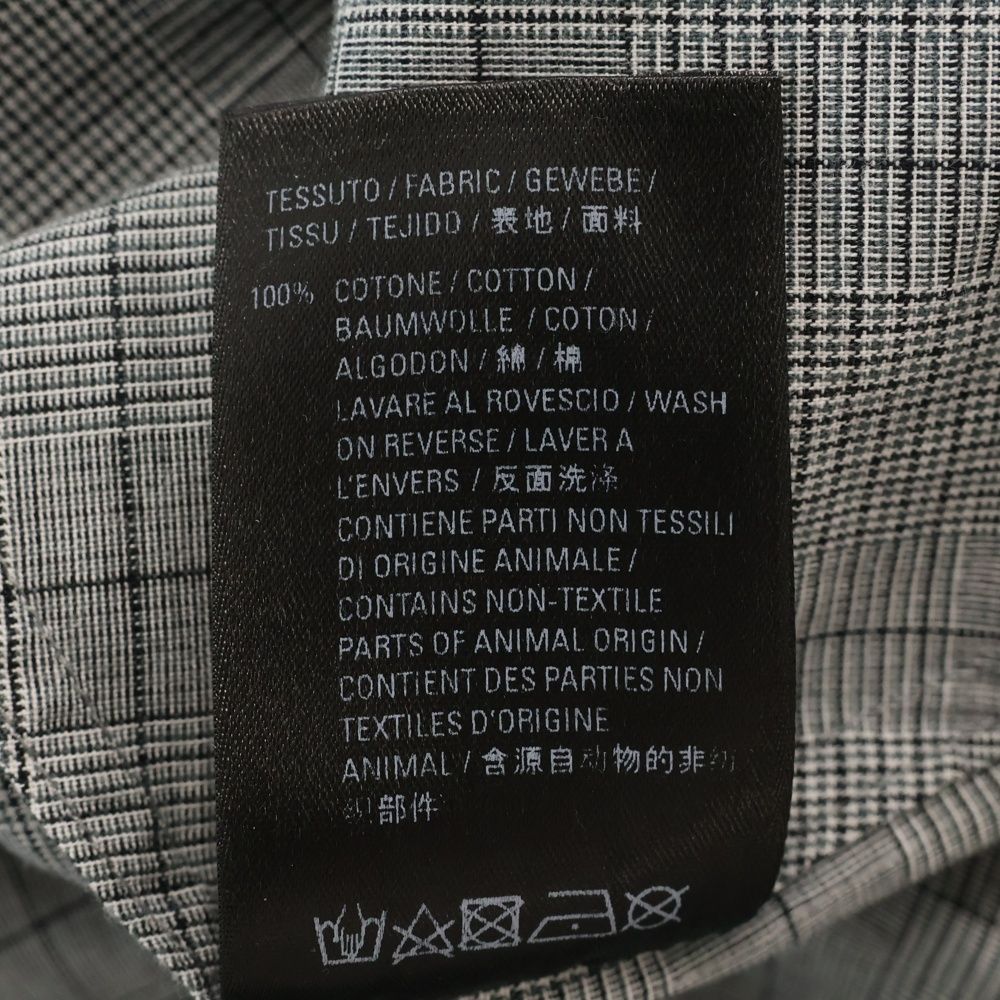 TESSUTO / FABRIC / GEWEBE /
TISSU / TEJIDO / 表地 / 面料
100% COTONE / COTTON /
BAUMWOLLE / COTON /
ALGODON / 綿 / 棉
LAVARE AL ROVESCIO / WASH
ON REVERSE / LAVER A
L'ENVERS / 反面洗涤
CONTIENE PARTI NON TESSILI
DI ORIGINE ANIMALE /
CONTAINS NON-TEXTILE
PARTS OF ANIMAL ORIGIN /
CONTIENT DES PARTIES NON
TEXTILES D'ORIGINE
ANIMAL / 含源自动物的非纺
织部件